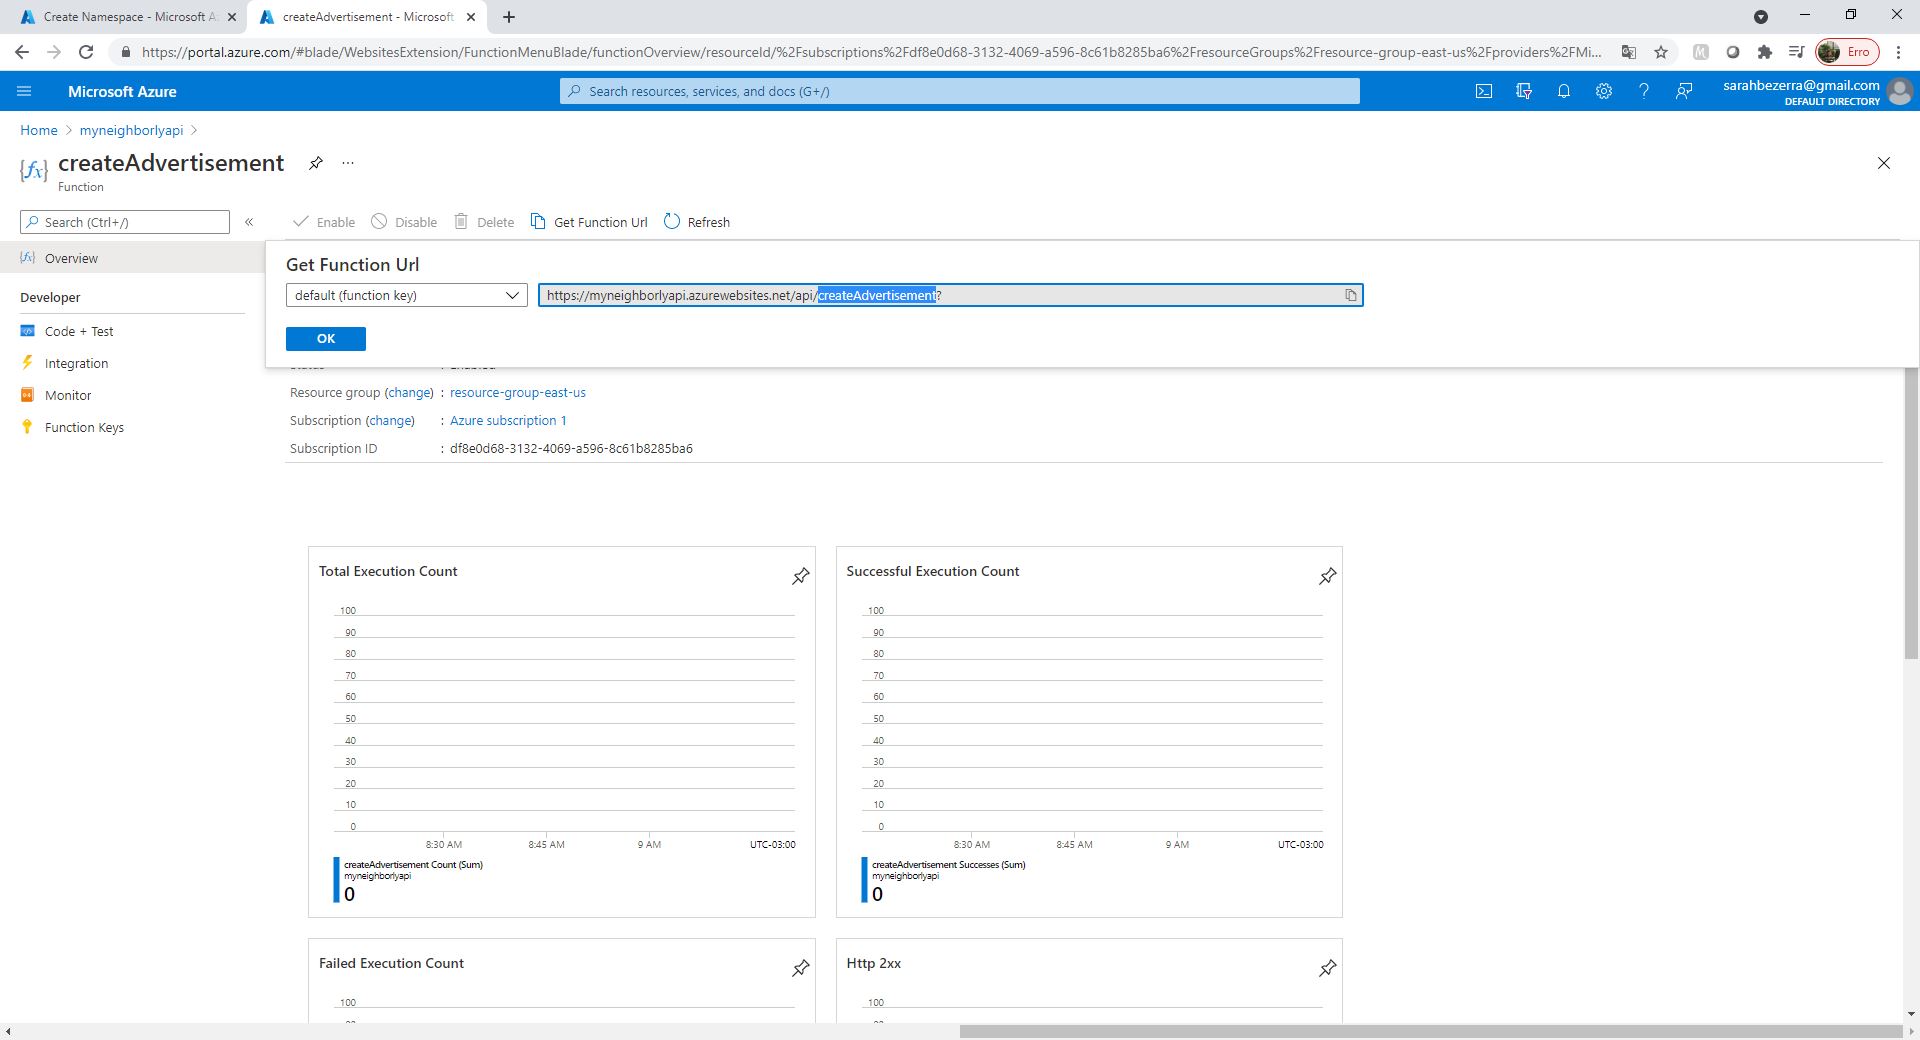 Create Namespace - Microsoft A
createAdvertisement - Microsoft
https://portal.azure.com/#blade/WebsitesExtension/FunctionMenuBlade/functionOverview/resourceId/%2Fsubscriptions%2Fdf8e0d68-3132-4069-a596-8c61b8285ba6%2FresourceGroups%2Fresource-group-east-us%2Fproviders%2FMi...
Erro
Microsoft Azure
Search resources, services, and docs (G+/)
sarahbezerra@gmail.com
DEFAULT DIRECTORY
Home > myneighborlyapi >
createAdvertisement
Function
Search (Ctrl+/)
«
Enable
Disable
Delete
Get Function Url
Refresh
Overview
Developer
Code + Test
Integration
Monitor
Function Keys
Get Function Url
default (function key)
https://myneighborlyapi.azurewebsites.net/api/createAdvertisement?
OK
Resource group (change) : resource-group-east-us
Subscription (change) : Azure subscription 1
Subscription ID : df8e0d68-3132-4069-a596-8c61b8285ba6
Total Execution Count
100
90
80
70
60
50
40
30
20
10
0
8:30 AM 8:45 AM 9 AM UTC-03:00
createAdvertisement Count (Sum)
myneighborlyapi
0
Successful Execution Count
100
90
80
70
60
50
40
30
20
10
0
8:30 AM 8:45 AM 9 AM UTC-03:00
createAdvertisement Successes (Sum)
myneighborlyapi
0
Failed Execution Count
100
Http 2xx
100